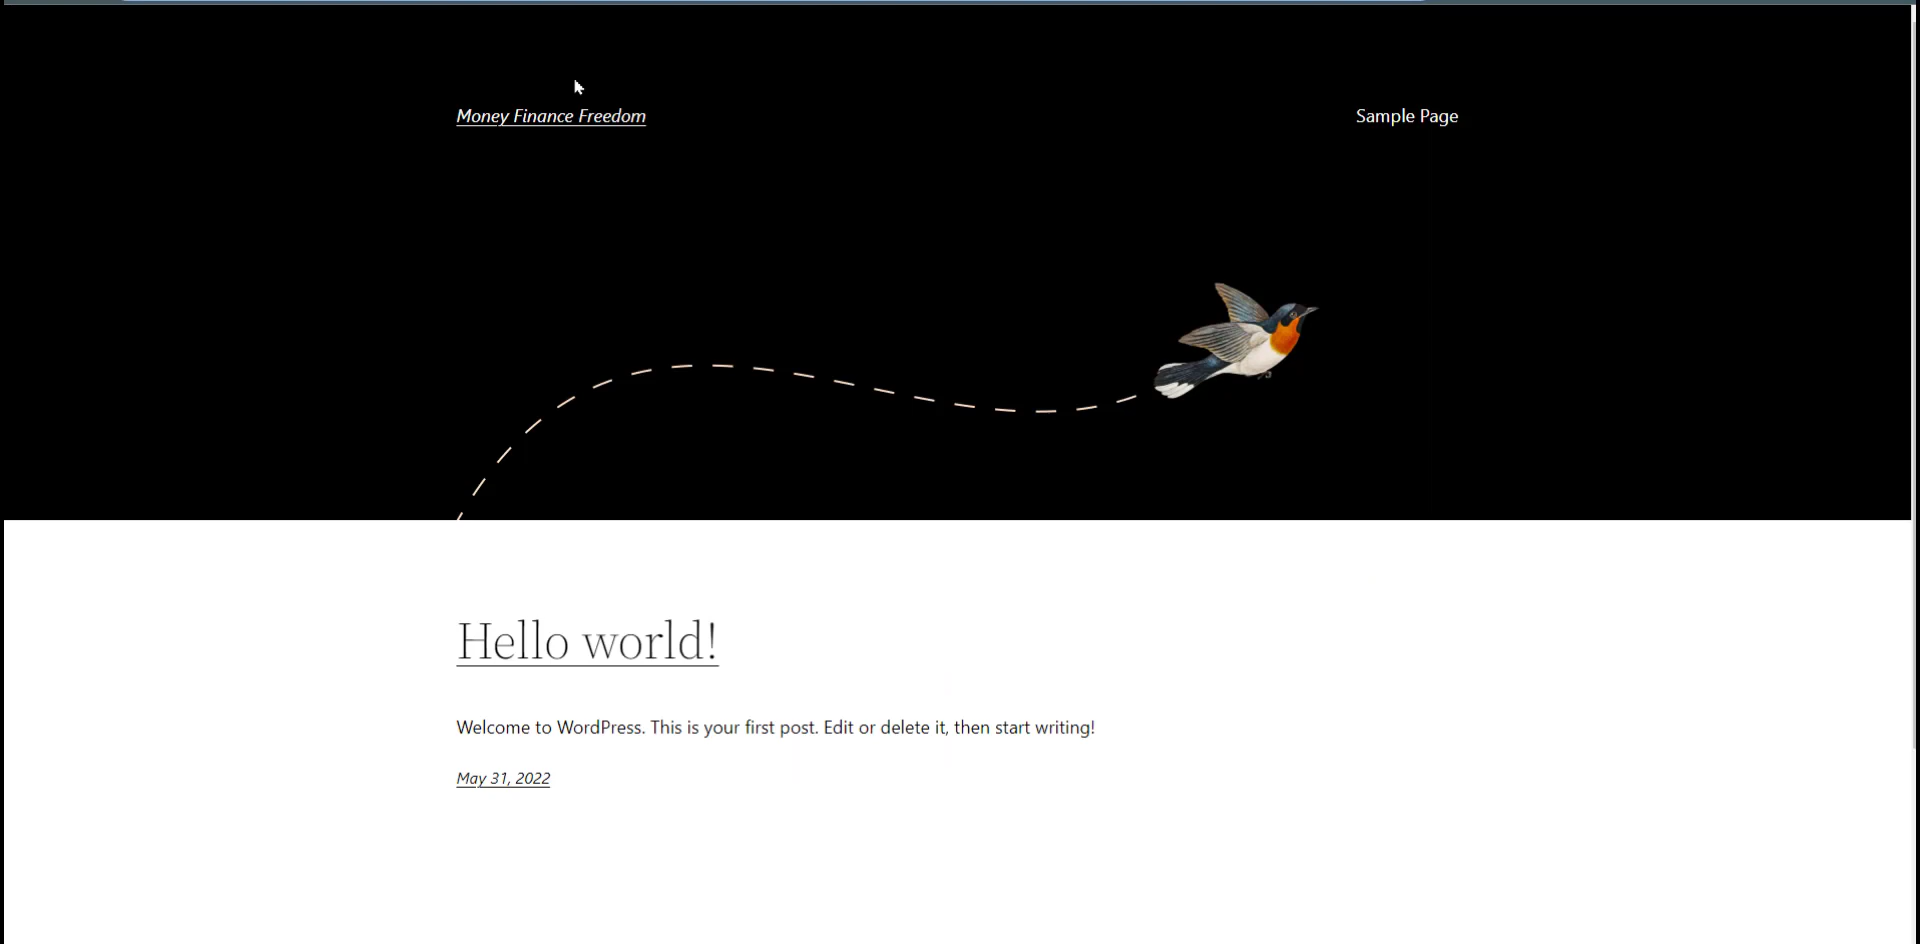 Money Finance Freedom
Sample Page
Hello world!
Welcome to WordPress. This is your first post. Edit or delete it, then start writing!
May 31, 2022